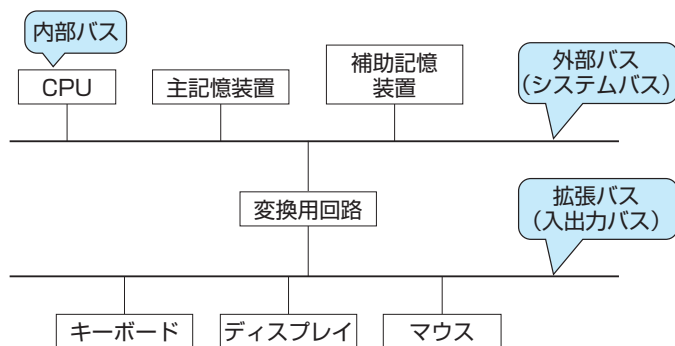 内部バス
CPU
主記憶装置
補助記憶
装置
外部バス
(システムバス)
変換用回路
拡張バス
(入出力バス)
キーボード
ディスプレイ
マウス